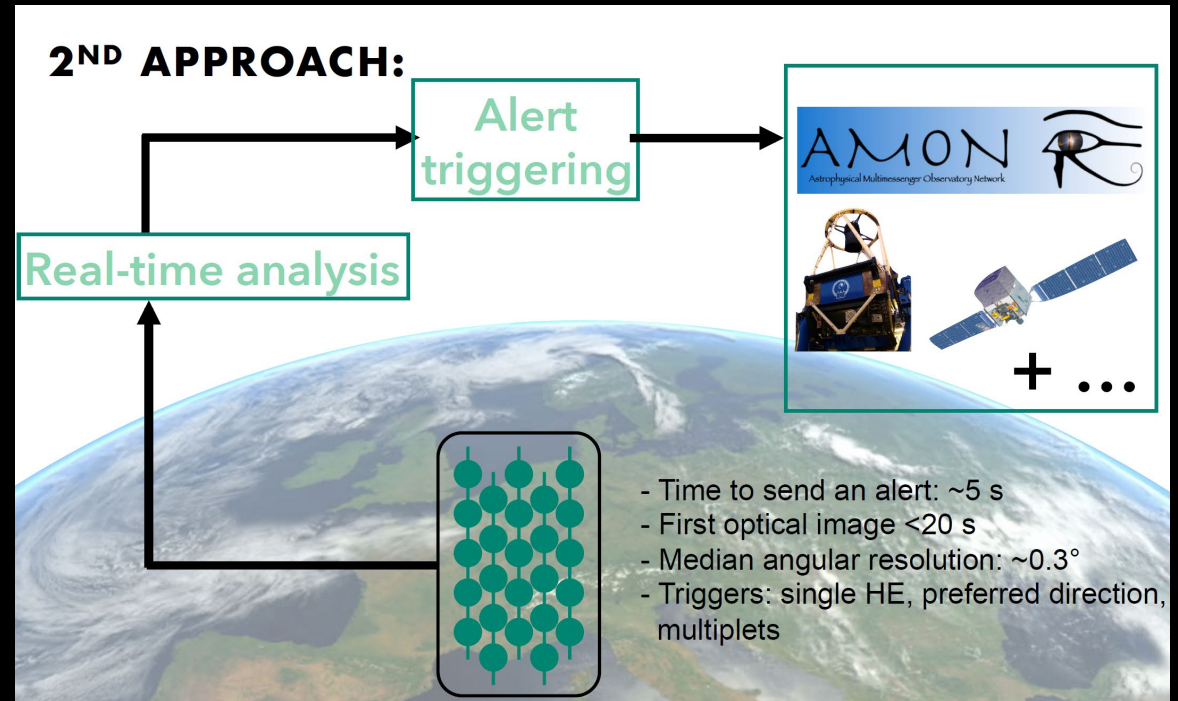 2ND APPROACH:
Alert
triggering
AMON
Astrophysical Multimessenger Observatory Network
Real-time analysis
+ ...
- Time to send an alert: ~5 s
- First optical image <20 s
- Median angular resolution: ~0.3°
- Triggers: single HE, preferred direction,
multiplets